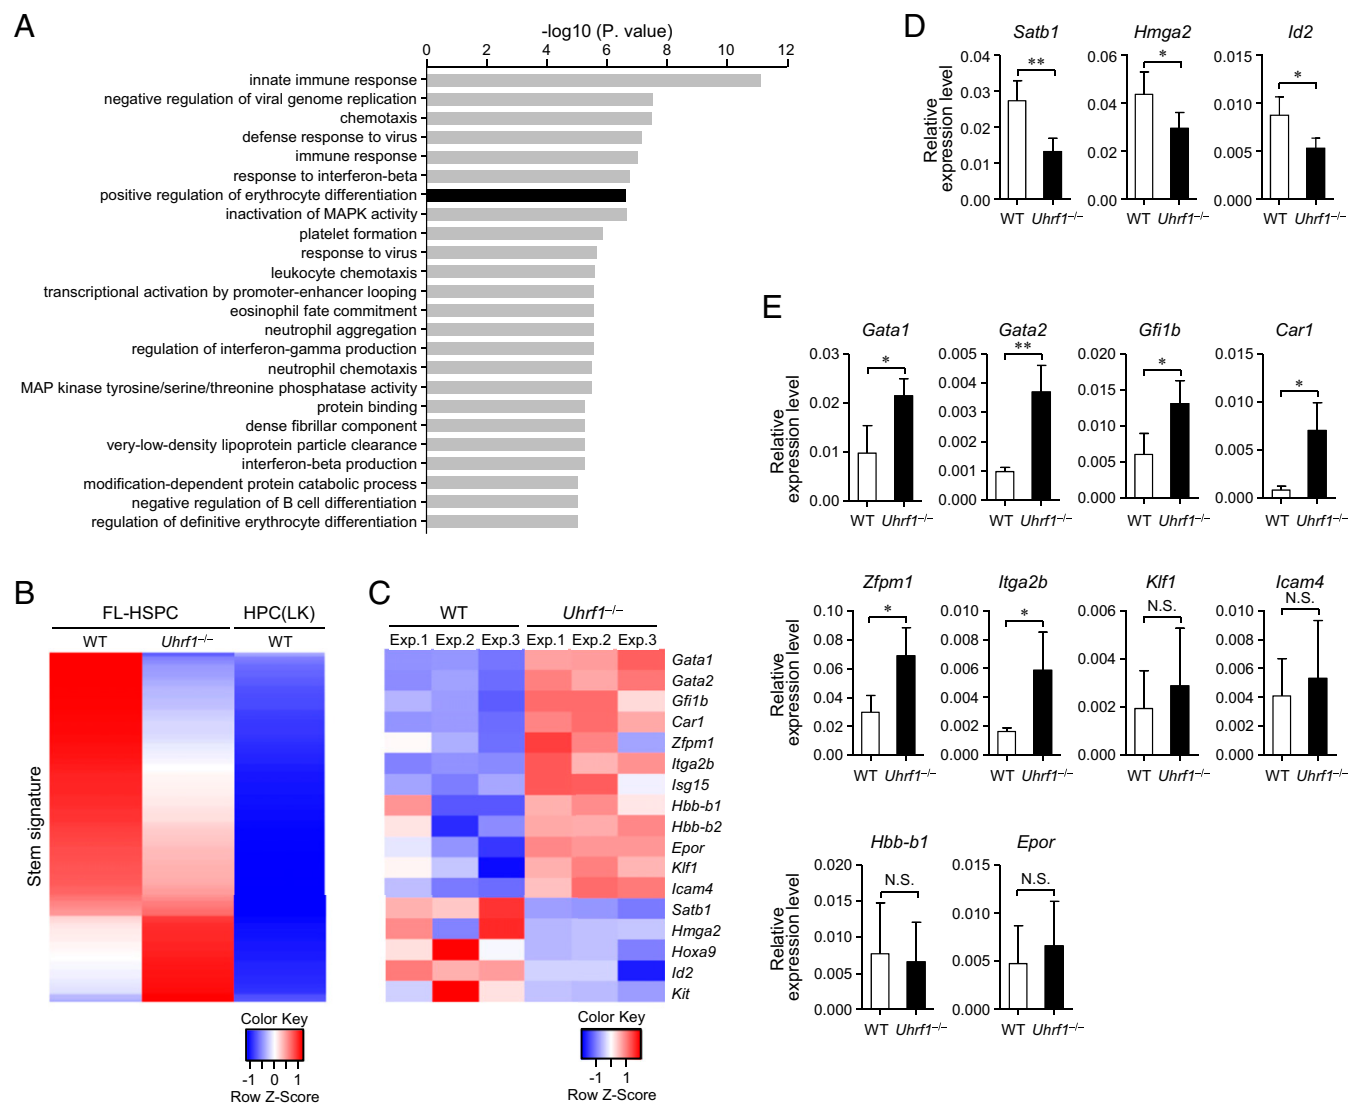 A
-log10 (P. value)
0 2 4 6 8 10 12
innate immune response
negative regulation of viral genome replication
chemotaxis
defense response to virus
immune response
response to interferon-beta
positive regulation of erythrocyte differentiation
inactivation of MAPK activity
platelet formation
response to virus
leukocyte chemotaxis
transcriptional activation by promoter-enhancer looping
eosinophil fate commitment
neutrophil aggregation
regulation of interferon-gamma production
neutrophil chemotaxis
MAP kinase tyrosine/serine/threonine phosphatase activity
protein binding
dense fibrillar component
very-low-density lipoprotein particle clearance
interferon-beta production
modification-dependent protein catabolic process
negative regulation of B cell differentiation
regulation of definitive erythrocyte differentiation
B
FL-HSPC HPC(LK)
WT Uhrf1–/– WT
Stem signature
Color Key
-1 0 1
Row Z-Score
C
WT Uhrf1–/–
Exp.1 Exp.2 Exp.3 Exp.1 Exp.2 Exp.3
Gata1
Gata2
Gfi1b
Car1
Zfpm1
Itga2b
Isg15
Hbb-b1
Hbb-b2
Epor
Klf1
Icam4
Satb1
Hmga2
Hoxa9
Id2
Kit
Color Key
-1 1
Row Z-Score
D
Relative
expression level
Satb1
**
0.04
0.03
0.02
0.01
0.00
WT Uhrf1–/–
Hmga2
*
0.06
0.04
0.02
0.00
WT Uhrf1–/–
Id2
*
0.015
0.010
0.005
0.000
WT Uhrf1–/–
E
Relative
expression level
Gata1
*
0.03
0.02
0.01
0.00
WT Uhrf1–/–
Gata2
**
0.005
0.004
0.003
0.002
0.001
0.000
WT Uhrf1–/–
Gfi1b
*
0.020
0.015
0.010
0.005
0.000
WT Uhrf1–/–
Car1
*
0.015
0.010
0.005
0.000
WT Uhrf1–/–
Relative
expression level
Zfpm1
*
0.10
0.08
0.06
0.04
0.02
0.00
WT Uhrf1–/–
Itga2b
*
0.010
0.008
0.006
0.004
0.002
0.000
WT Uhrf1–/–
Klf1
N.S.
0.006
0.004
0.002
0.000
WT Uhrf1–/–
Icam4
N.S.
0.010
0.008
0.006
0.004
0.002
0.000
WT Uhrf1–/–
Relative
expression level
Hbb-b1
N.S.
0.020
0.015
0.010
0.005
0.000
WT Uhrf1–/–
Epor
N.S.
0.015
0.010
0.005
0.000
WT Uhrf1–/–